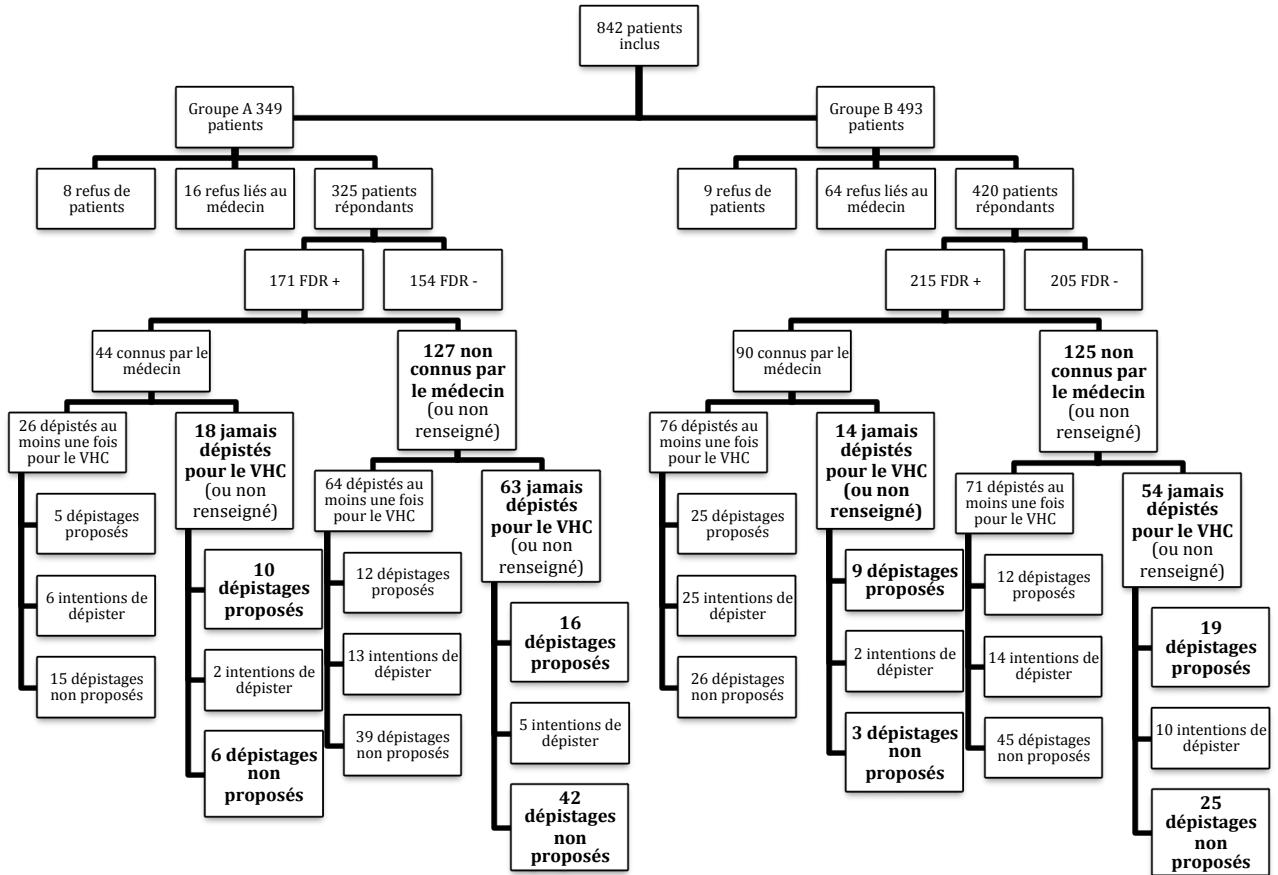 842 patients
inclus
Groupe A 349
patients
Groupe B 493
patients
8 refus de
patients
16 refus liés au
médecin
325 patients
répondants
9 refus de
patients
64 refus liés au
médecin
420 patients
répondants
171 FDR +
154 FDR -
215 FDR +
205 FDR -
44 connus par le
médecin
127 non
connus par
le médecin
(ou non
renseigné)
90 connus par le
médecin
125 non
connus par
le médecin
(ou non
renseigné)
26 dépistés au
moins une fois
pour le VHC
18 jamais
dépistés
pour le VHC
(ou non
renseigné)
64 dépistés au
moins une fois
pour le VHC
63 jamais
dépistés
pour le VHC
(ou non
renseigné)
76 dépistés au
moins une fois
pour le VHC
14 jamais
dépistés
pour le VHC
(ou non
renseigné)
71 dépistés au
moins une fois
pour le VHC
54 jamais
dépistés
pour le VHC
(ou non
renseigné)
5 dépistages
proposés
6 intentions de
dépister
15 dépistages
non proposés
10
dépistages
proposés
2 intentions de
dépister
6 dépistages
non
proposés
12 dépistages
proposés
13 intentions de
dépister
39 dépistages
non proposés
16
dépistages
proposés
5 intentions de
dépister
42
dépistages
non
proposés
25 dépistages
proposés
25 intentions de
dépister
26 dépistages
non proposés
9 dépistages
proposés
2 intentions de
dépister
3 dépistages
non
proposés
12 dépistages
proposés
14 intentions de
dépister
45 dépistages
non proposés
19
dépistages
proposés
10 intentions
de dépister
25
dépistages
non
proposés